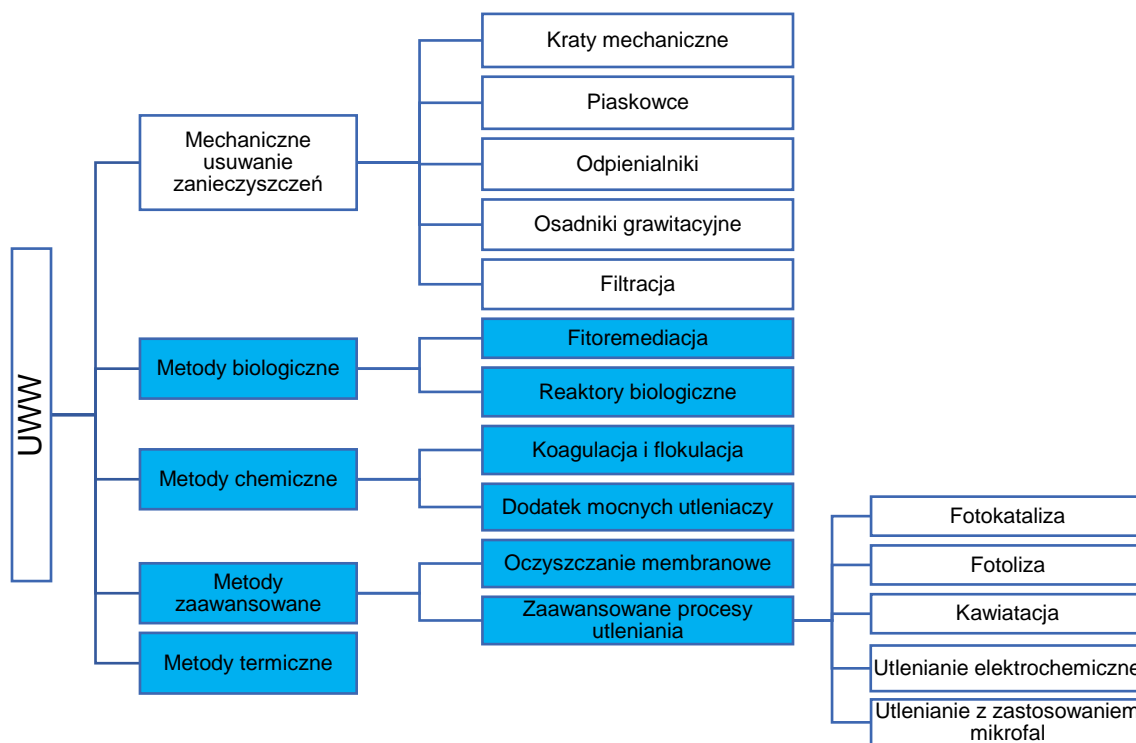 UWW
Mechaniczne
usuwanie
zanieczyszczeń
Kraty mechaniczne
Piaskowce
Odpienialniki
Osadniki grawitacyjne
Filtracja
Metody biologiczne
Fitoremediacja
Reaktory biologiczne
Metody chemiczne
Koagulacja i flokulacja
Dodatek mocnych utleniaczy
Metody
zaawansowane
Oczyszczanie membranowe
Zaawansowane procesy
utleniania
Fotokataliza
Fotoliza
Kawiatacja
Utlenianie elektrochemiczne
Utlenianie z zastosowaniem
mikrofal
Metody termiczne